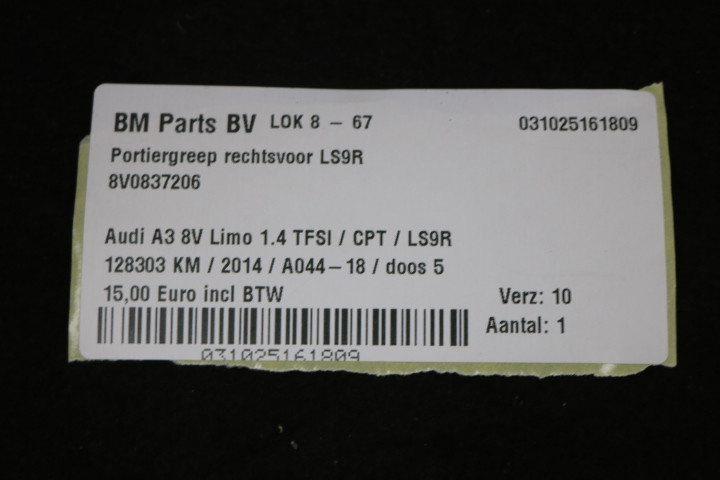 BM Parts BV LOK 8 - 67 031025161809
Portiergreep rechtsvoor LS9R
8V0837206
Audi A3 8V Limo 1.4 TFSI / CPT / LS9R
128303 KM / 2014 / A044-18 / doos 5
15,00 Euro incl BTW Verz: 10
Aantal: 1
031025161809